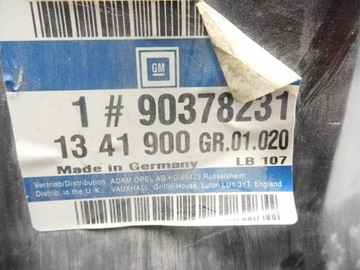 GM
1 # 90378231
13 41 900 GR.01.020
Made in Germany LB 107
Vertrieb/Distribution. ADAM OPEL AG • D-65423 Rüsselsheim
Distrib. in the U.K. VAUXHALL, Griffin House, Luton LU1 3YT, England